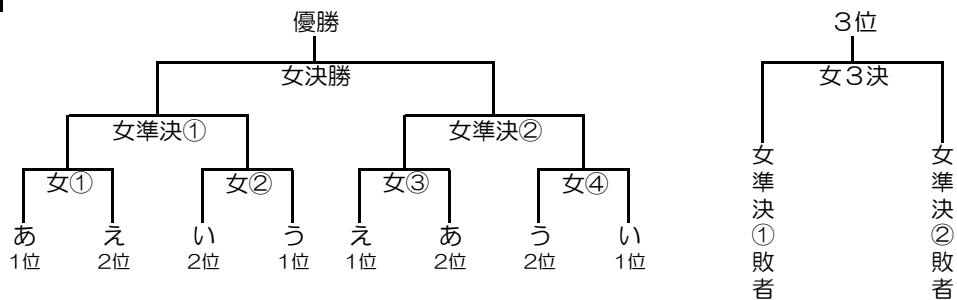 優勝 3位
女決勝 女3決
女準決① 女準決②
女① 女② 女③ 女④
あ え い う え あ う い
1位 2位 2位 1位 1位 2位 2位 1位
女準決①敗者
女準決②敗者